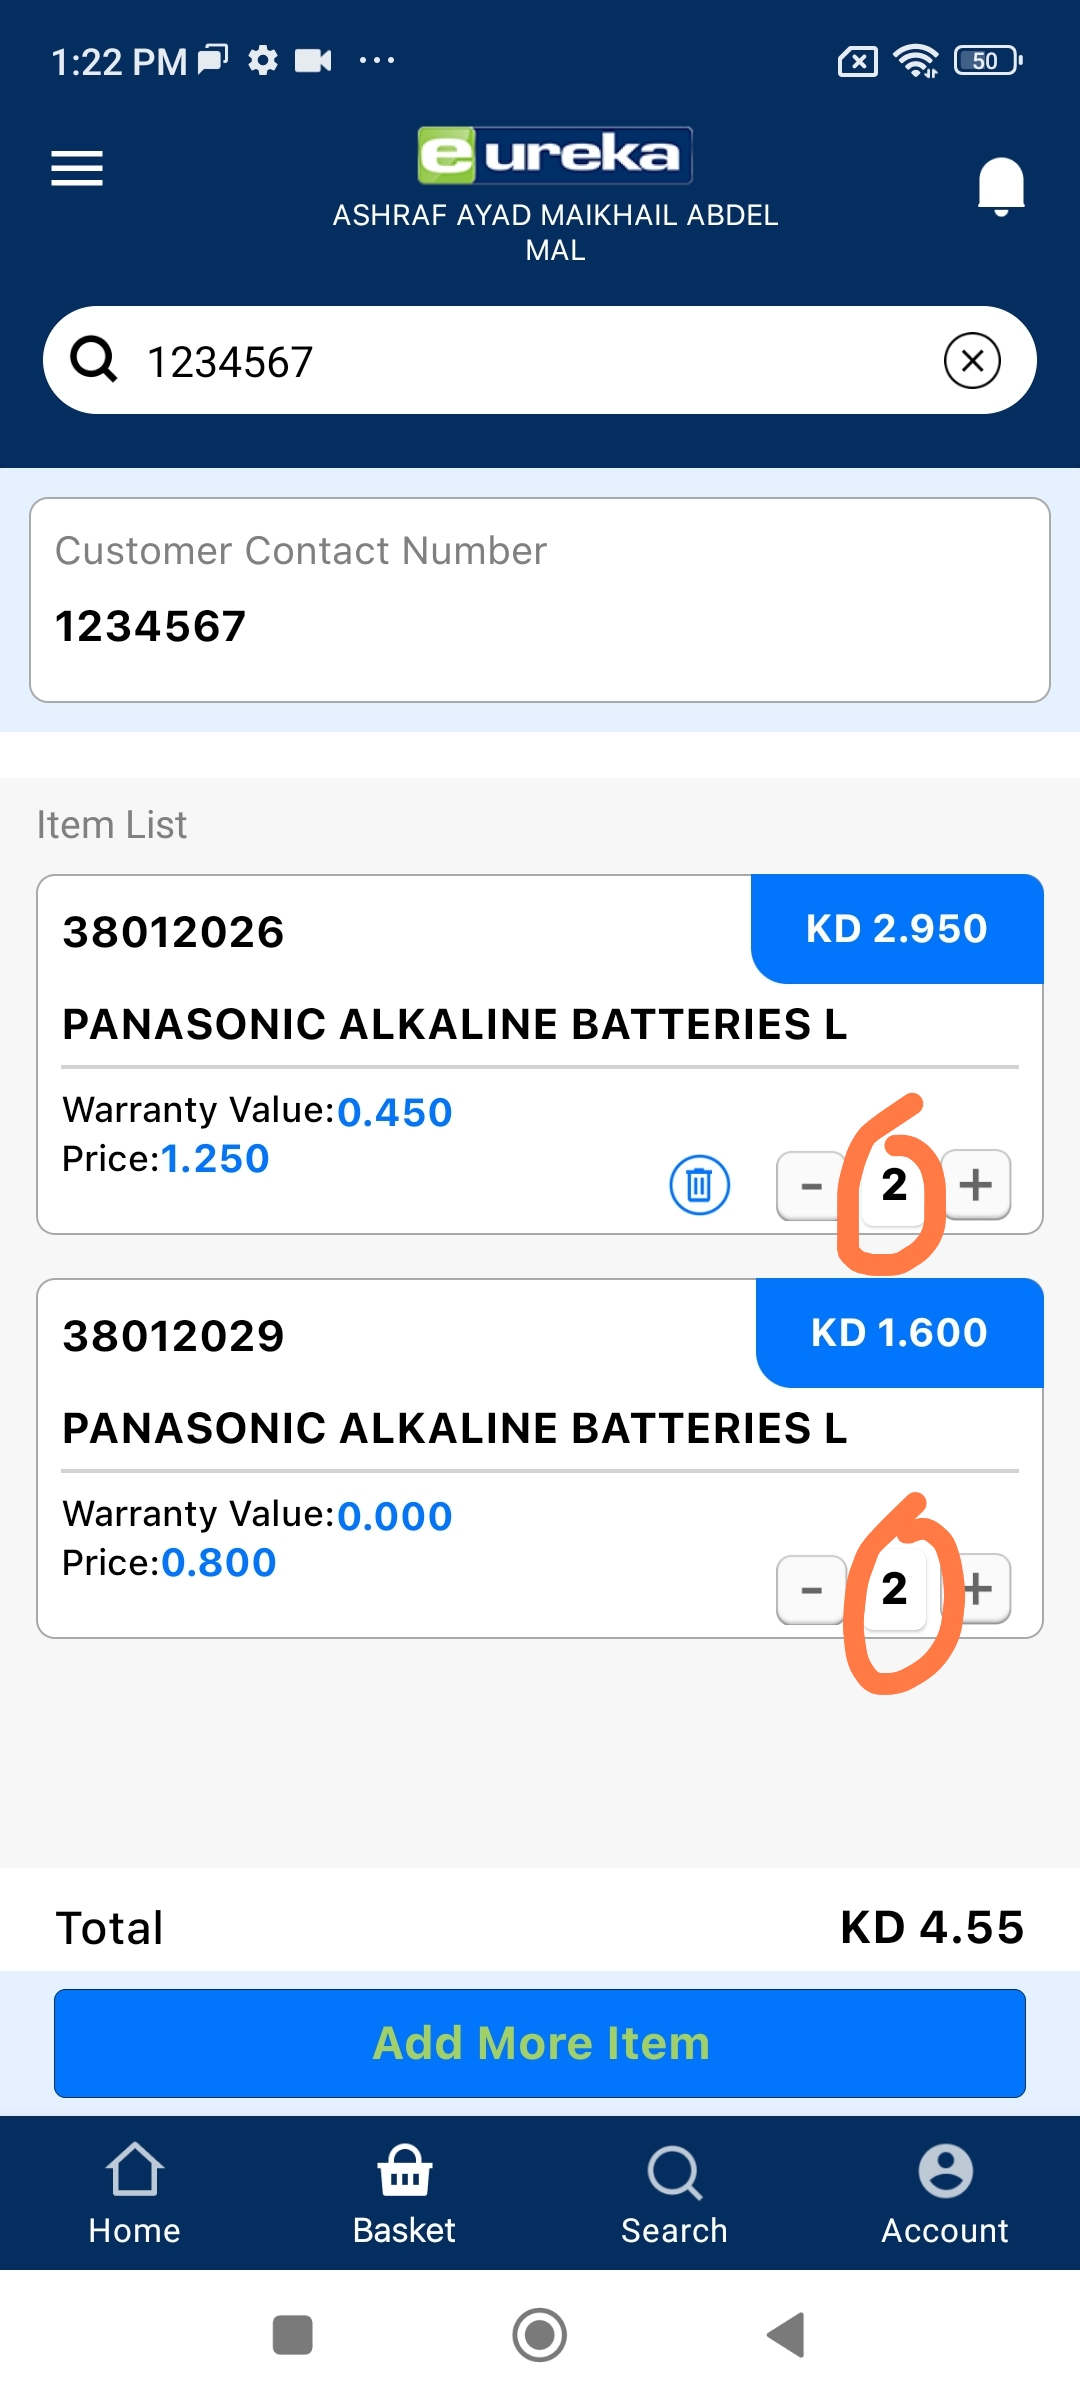 1:22 PM
50
eureka
ASHRAF AYAD MAIKHAIL ABDEL
MAL
1234567
Customer Contact Number
1234567
Item List
38012026
KD 2.950
PANASONIC ALKALINE BATTERIES L
Warranty Value:0.450
Price:1.250
- 2 +
38012029
KD 1.600
PANASONIC ALKALINE BATTERIES L
Warranty Value:0.000
Price:0.800
- 2 +
Total KD 4.55
Add More Item
Home Basket Search Account